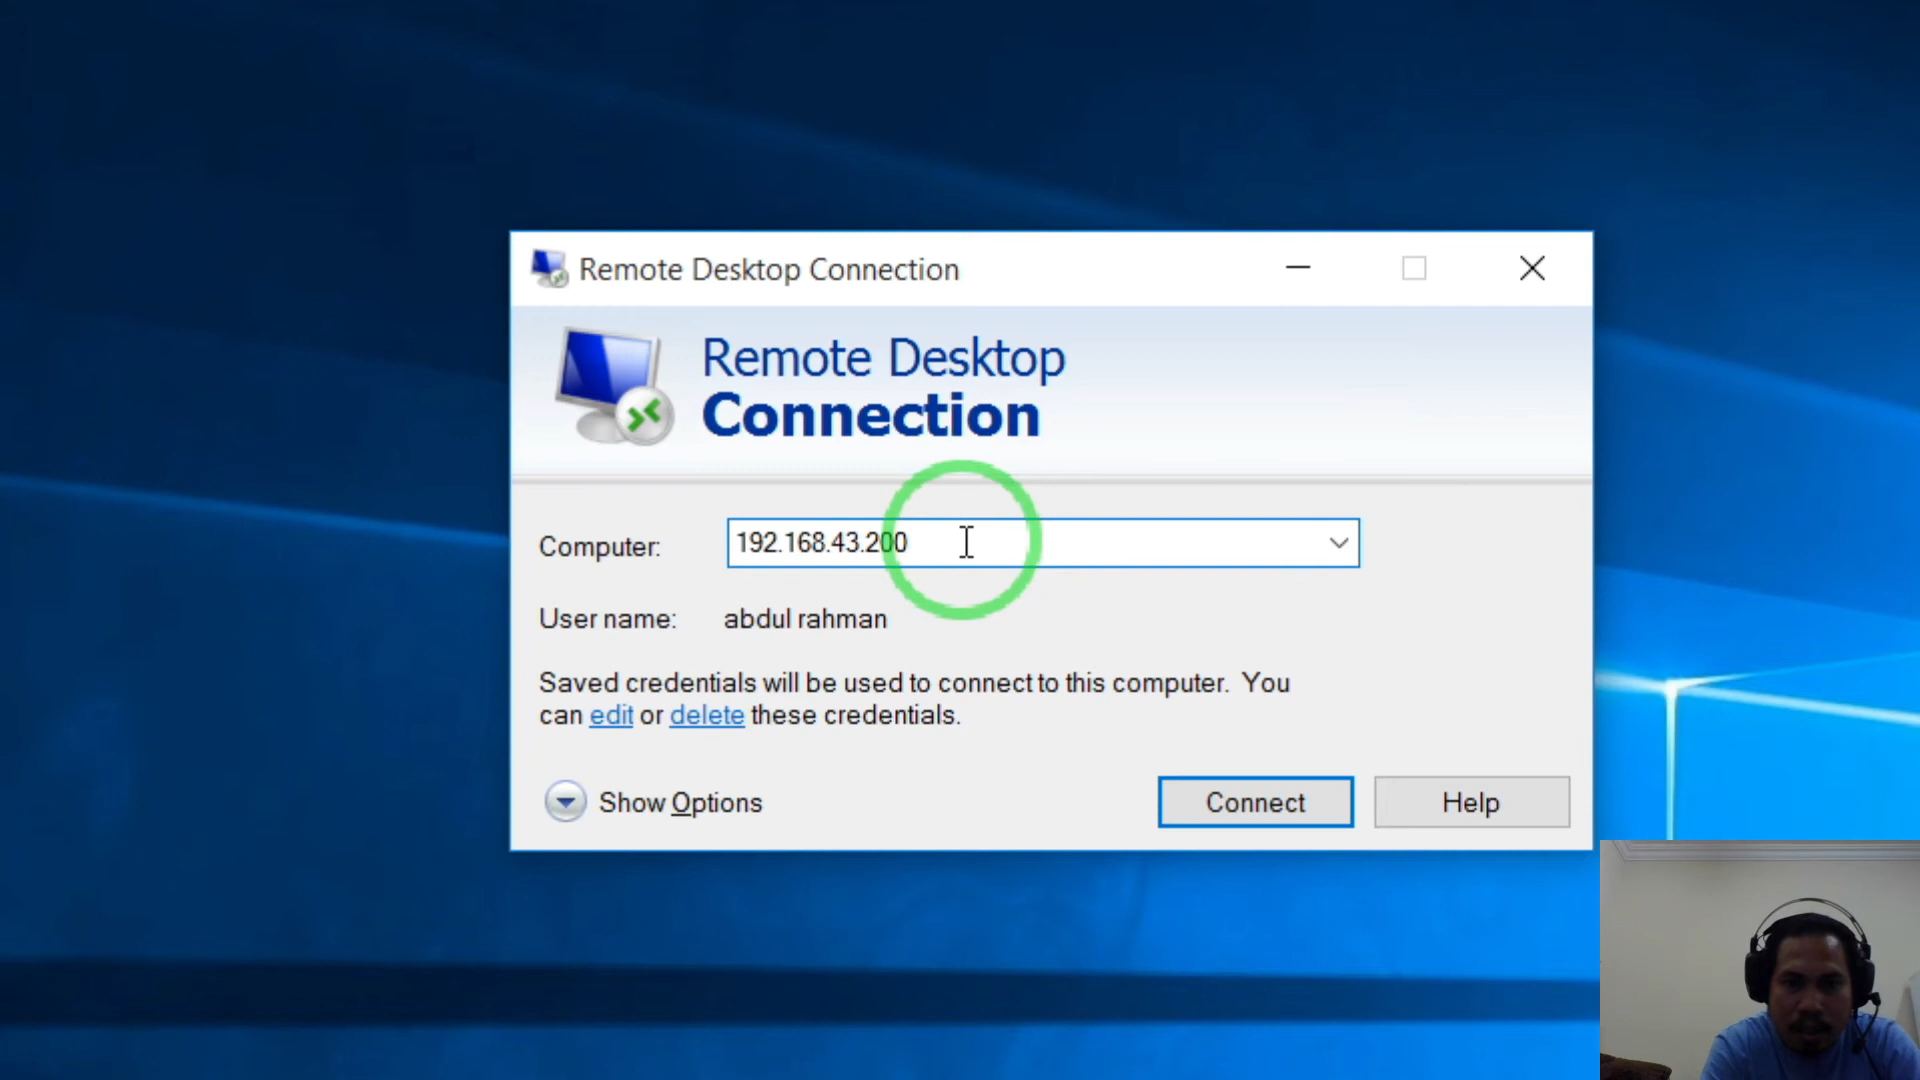 Remote Desktop Connection
Remote Desktop
Connection
Computer: 192.168.43.200
User name: abdul rahman
Saved credentials will be used to connect to this computer. You
can edit or delete these credentials.
Show Options Connect Help